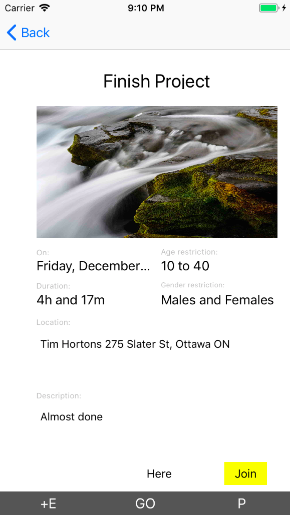 Carrier 9:10 PM
Back
Finish Project
On: Age restriction:
Friday, December... 10 to 40
Duration: Gender restriction:
4h and 17m Males and Females
Location:
Tim Hortons 275 Slater St, Ottawa ON
Description:
Almost done
Here Join
+E GO P